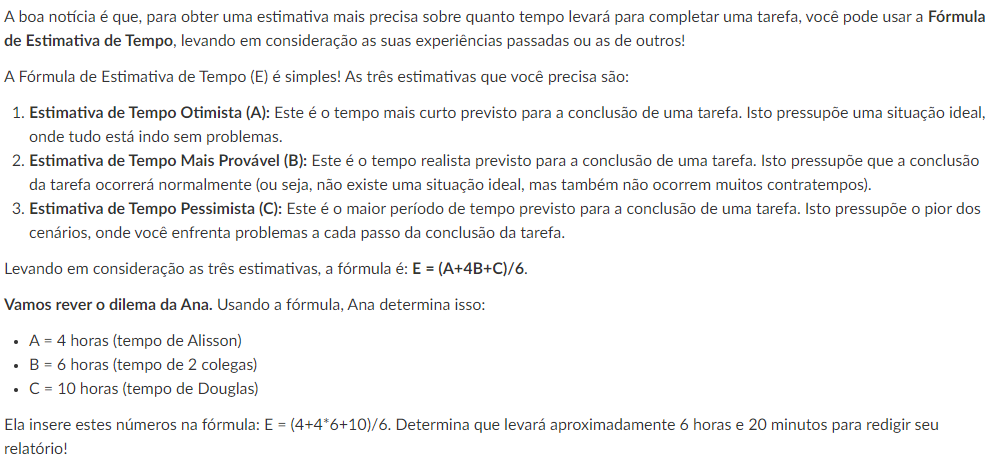 A boa notícia é que, para obter uma estimativa mais precisa sobre quanto tempo levará para completar uma tarefa, você pode usar a Fórmula
de Estimativa de Tempo, levando em consideração as suas experiências passadas ou as de outros!
A Fórmula de Estimativa de Tempo (E) é simples! As três estimativas que você precisa são:
1. Estimativa de Tempo Otimista (A): Este é o tempo mais curto previsto para a conclusão de uma tarefa. Isto pressupõe uma situação ideal,
onde tudo está indo sem problemas.
2. Estimativa de Tempo Mais Provável (B): Este é o tempo realista previsto para a conclusão de uma tarefa. Isto pressupõe que a conclusão
da tarefa ocorrerá normalmente (ou seja, não existe uma situação ideal, mas também não ocorrem muitos contratempos).
3. Estimativa de Tempo Pessimista (C): Este é o maior período de tempo previsto para a conclusão de uma tarefa. Isto pressupõe o pior dos
cenários, onde você enfrenta problemas a cada passo da conclusão da tarefa.
Levando em consideração as três estimativas, a fórmula é: E = (A+4B+C)/6.
Vamos rever o dilema da Ana. Usando a fórmula, Ana determina isso:
• A = 4 horas (tempo de Alisson)
• B = 6 horas (tempo de 2 colegas)
• C = 10 horas (tempo de Douglas)
Ela insere estes números na fórmula: E = (4+4*6+10)/6. Determina que levará aproximadamente 6 horas e 20 minutos para redigir seu
relatório!